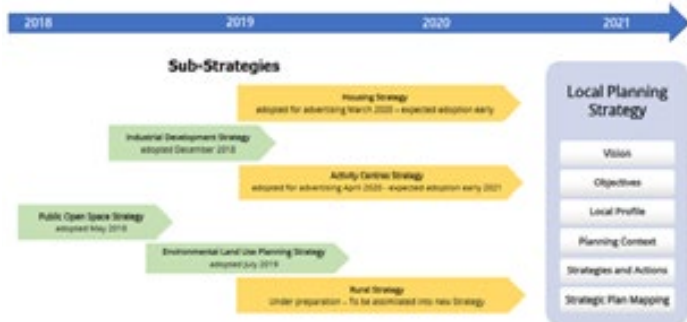 2018 2019 2020 2021
Sub-Strategies
Housing Strategy
adopted for advertising March 2020 – expected adoption early
Industrial Development Strategy
adopted December 2018
Activity Centres Strategy
adopted for advertising April 2020 - expected adoption early 2021
Public Open Space Strategy
adopted May 2018
Environmental Land Use Planning Strategy
adopted July 2019
Rural Strategy
Under preparation – To be assimilated into new Strategy
Local Planning
Strategy
Vision
Objectives
Local Profile
Planning Context
Strategies and Actions
Strategic Plan Mapping